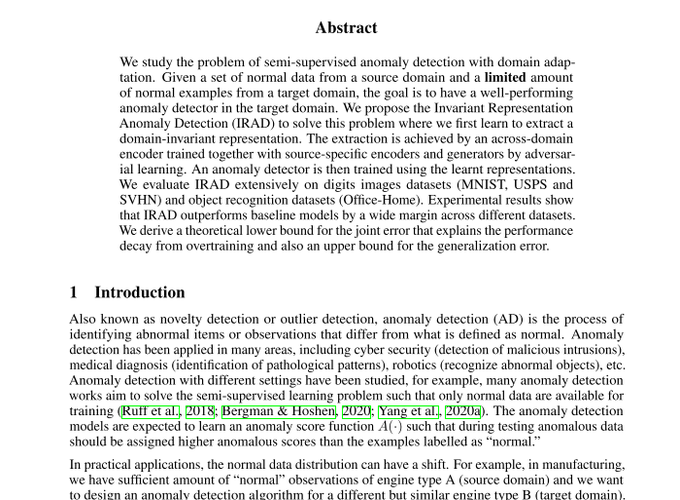 Abstract
We study the problem of semi-supervised anomaly detection with domain adap-
tation. Given a set of normal data from a source domain and a limited amount
of normal examples from a target domain, the goal is to have a well-performing
anomaly detector in the target domain. We propose the Invariant Representation
Anomaly Detection (IRAD) to solve this problem where we first learn to extract a
domain-invariant representation. The extraction is achieved by an across-domain
encoder trained together with source-specific encoders and generators by adversar-
ial learning. An anomaly detector is then trained using the learnt representations.
We evaluate IRAD extensively on digits images datasets (MNIST, USPS and
SVHN) and object recognition datasets (Office-Home). Experimental results show
that IRAD outperforms baseline models by a wide margin across different datasets.
We derive a theoretical lower bound for the joint error that explains the performance
decay from overtraining and also an upper bound for the generalization error.
1 Introduction
Also known as novelty detection or outlier detection, anomaly detection (AD) is the process of
identifying abnormal items or observations that differ from what is defined as normal. Anomaly
detection has been applied in many areas, including cyber security (detection of malicious intrusions),
medical diagnosis (identification of pathological patterns), robotics (recognize abnormal objects), etc.
Anomaly detection with different settings have been studied, for example, many anomaly detection
works aim to solve the semi-supervised learning problem such that only normal data are available for
training (Ruff et al., 2018; Bergman & Hoshen, 2020; Yang et al., 2020a). The anomaly detection
models are expected to learn an anomaly score function A(·) such that during testing anomalous data
should be assigned higher anomalous scores than the examples labelled as “normal.”
In practical applications, the normal data distribution can have a shift. For example, in manufacturing,
we have sufficient amount of “normal” observations of engine type A (source domain) and we want
to design an anomaly detection algorithm for a different but similar engine type B (target domain).